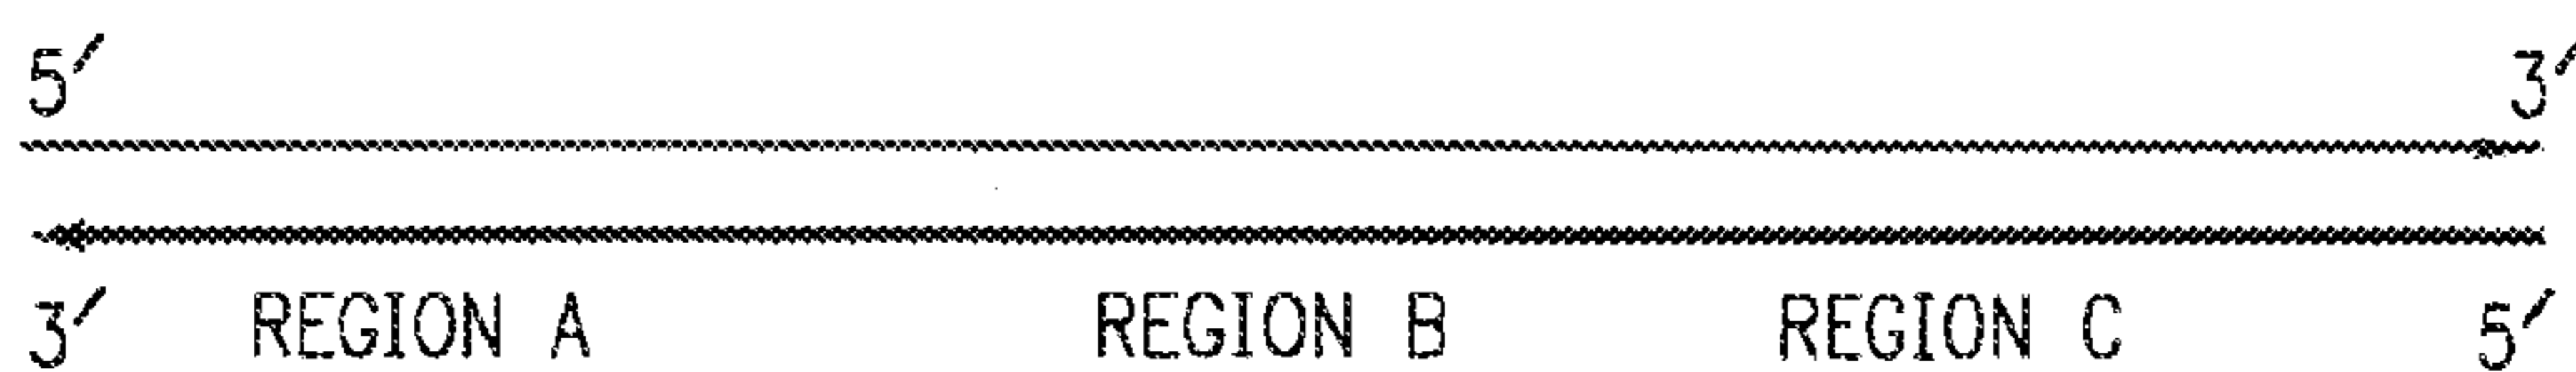 5′ 3′
3′ REGION A REGION B REGION C 5′